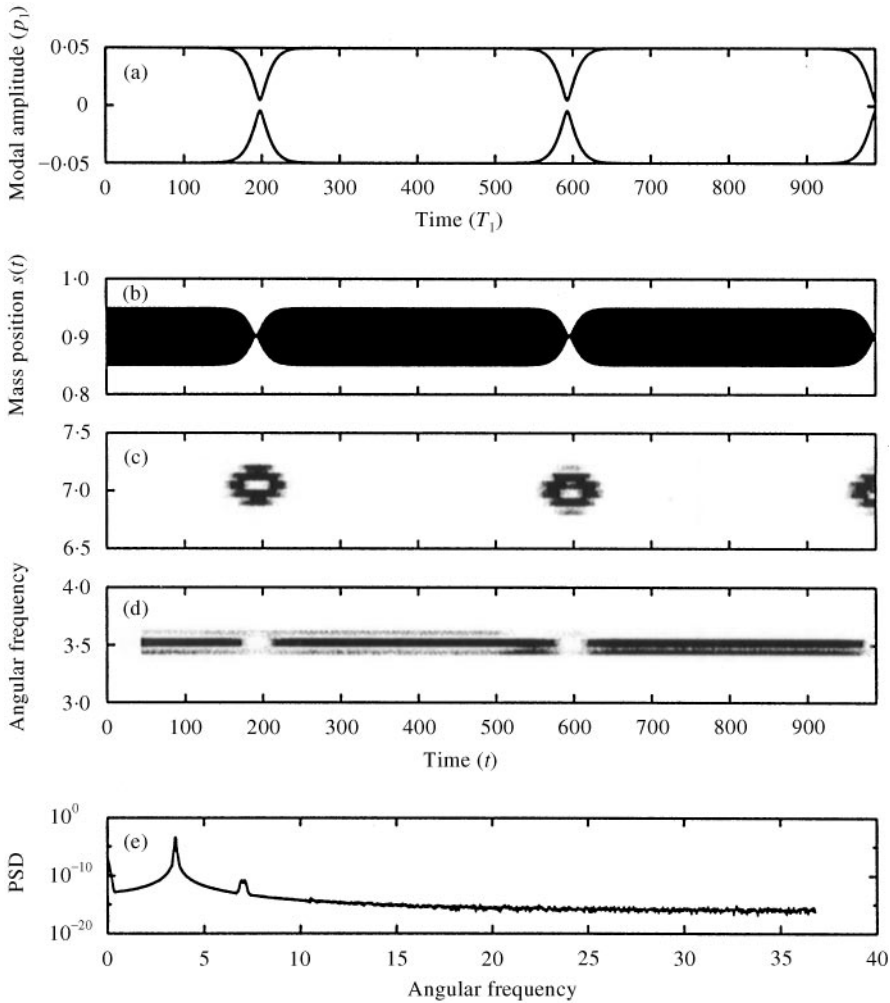 Modal amplitude (p₁)
0·05
0
−0·05
(a)
0 100 200 300 400 500 600 700 800 900
Time (T₁)
Mass position s(t)
1·0
0·9
0·8
(b)
7·5
7·0
6·5
(c)
Angular frequency
4·0
3·5
3·0
(d)
0 100 200 300 400 500 600 700 800 900
Time (t)
PSD
10⁰
10⁻¹⁰
10⁻²⁰
(e)
0 5 10 15 20 25 30 35 40
Angular frequency